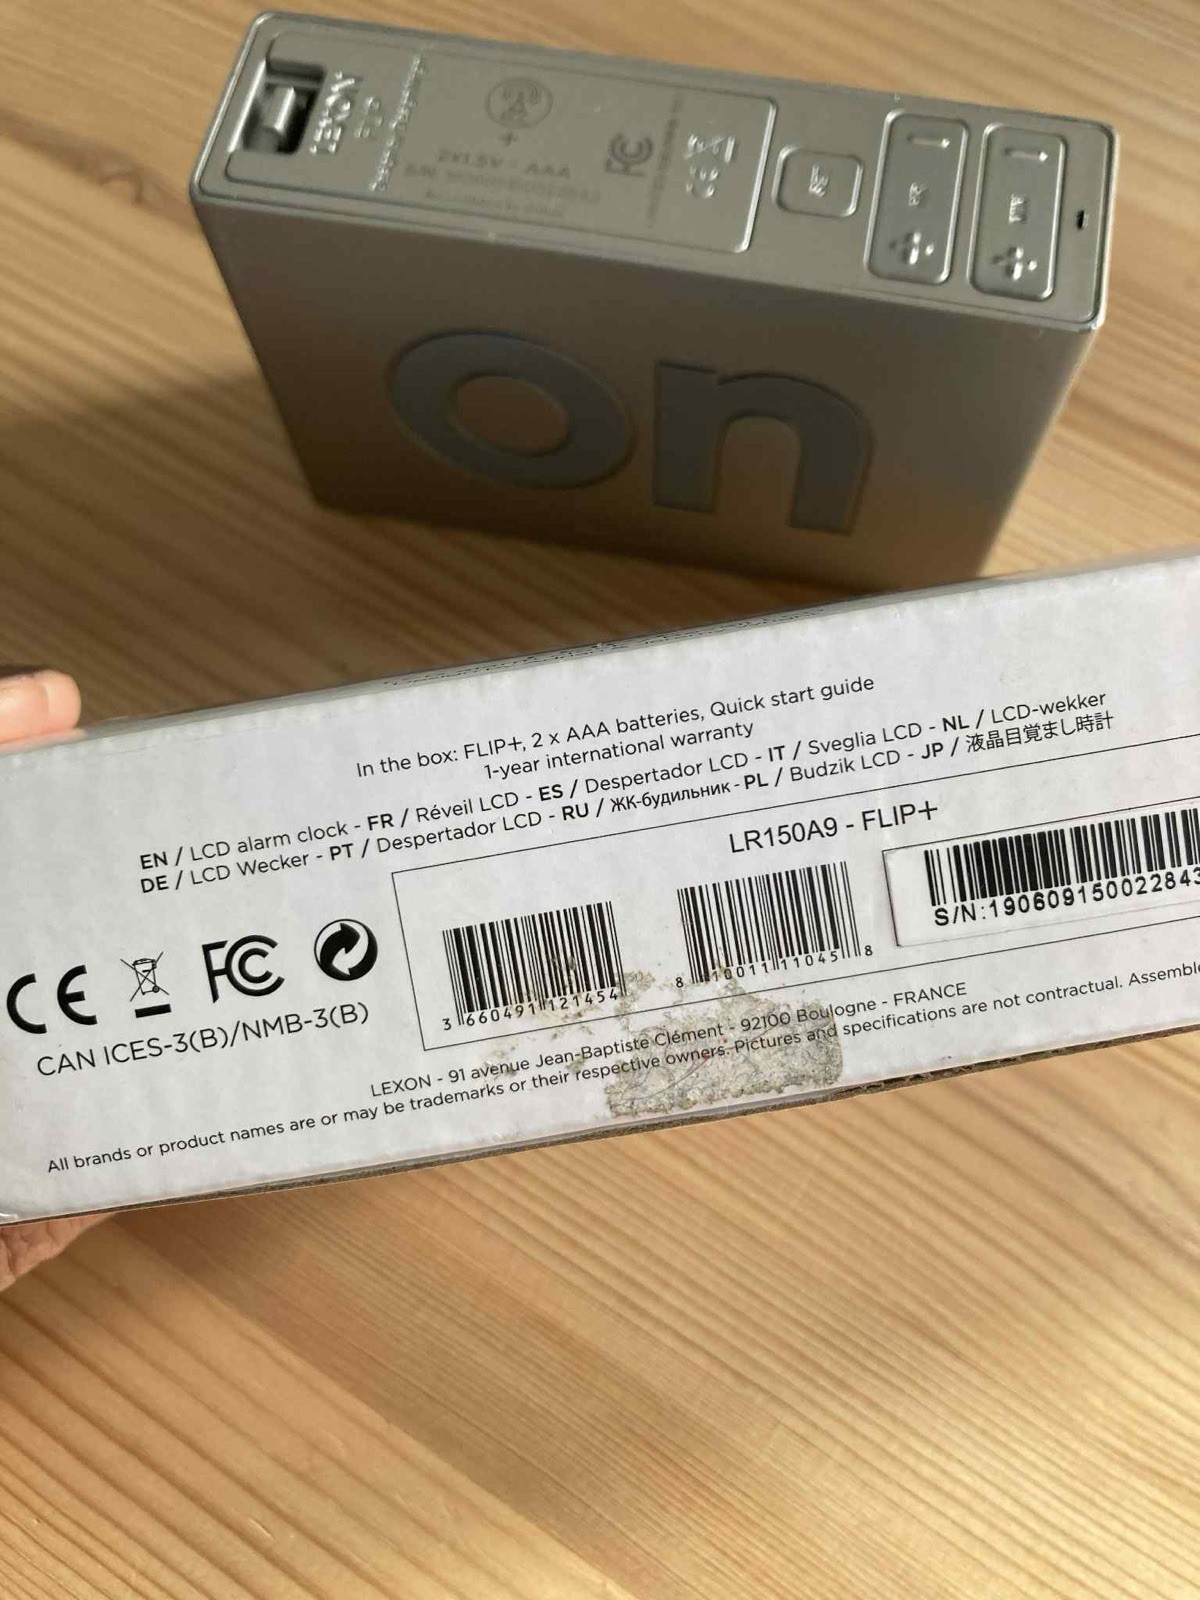 LEXON
FLIP
2x1.5V - AAA
FC
CE
SET
on
In the box: FLIP+, 2 x AAA batteries, Quick start guide
1-year international warranty
EN / LCD alarm clock - FR / Réveil LCD - ES / Despertador LCD - IT / Sveglia LCD - NL / LCD-wekker
DE / LCD Wecker - PT / Despertador LCD - RU / ЖК-будильник - PL / Budzik LCD - JP / 液晶目覚まし時計
LR150A9 - FLIP+
S/N:190609150022843
3 660491 121454
8 10011 11045 8
CE FC
CAN ICES-3(B)/NMB-3(B)
LEXON - 91 avenue Jean-Baptiste Clément - 92100 Boulogne - FRANCE
All brands or product names are or may be trademarks or their respective owners. Pictures and specifications are not contractual. Assemble